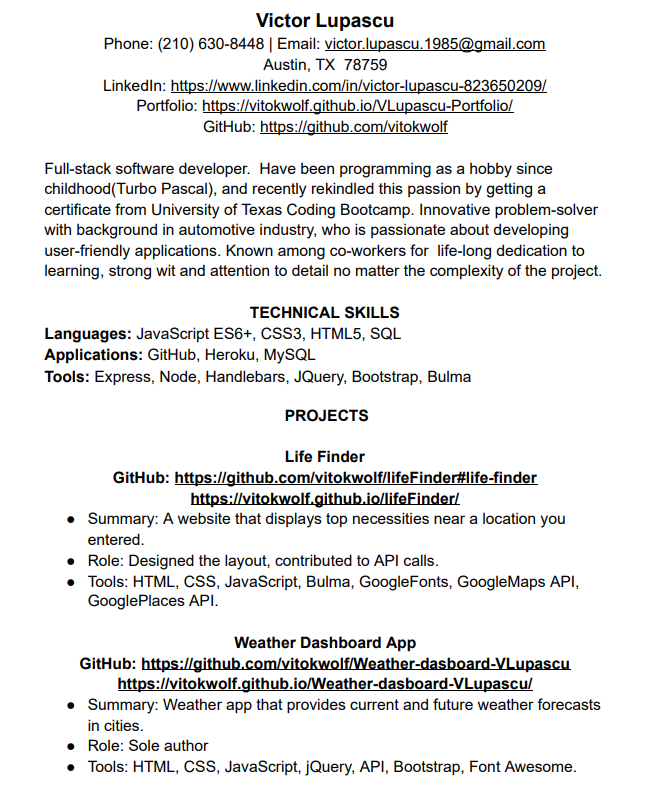 Victor Lupascu
Phone: (210) 630-8448 | Email: victor.lupascu.1985@gmail.com
Austin, TX  78759
LinkedIn: https://www.linkedin.com/in/victor-lupascu-823650209/
Portfolio: https://vitokwolf.github.io/VLupascu-Portfolio/
GitHub: https://github.com/vitokwolf
Full-stack software developer.  Have been programming as a hobby since
childhood(Turbo Pascal), and recently rekindled this passion by getting a
certificate from University of Texas Coding Bootcamp. Innovative problem-solver
with background in automotive industry, who is passionate about developing
user-friendly applications. Known among co-workers for  life-long dedication to
learning, strong wit and attention to detail no matter the complexity of the project.
TECHNICAL SKILLS
Languages: JavaScript ES6+, CSS3, HTML5, SQL
Applications: GitHub, Heroku, MySQL
Tools: Express, Node, Handlebars, JQuery, Bootstrap, Bulma
PROJECTS
Life Finder
GitHub: https://github.com/vitokwolf/lifeFinder#life-finder
https://vitokwolf.github.io/lifeFinder/
● Summary: A website that displays top necessities near a location you
entered.
● Role: Designed the layout, contributed to API calls.
● Tools: HTML, CSS, JavaScript, Bulma, GoogleFonts, GoogleMaps API,
GooglePlaces API.
Weather Dashboard App
GitHub: https://github.com/vitokwolf/Weather-dasboard-VLupascu
https://vitokwolf.github.io/Weather-dasboard-VLupascu/
● Summary: Weather app that provides current and future weather forecasts
in cities.
● Role: Sole author
● Tools: HTML, CSS, JavaScript, jQuery, API, Bootstrap, Font Awesome.